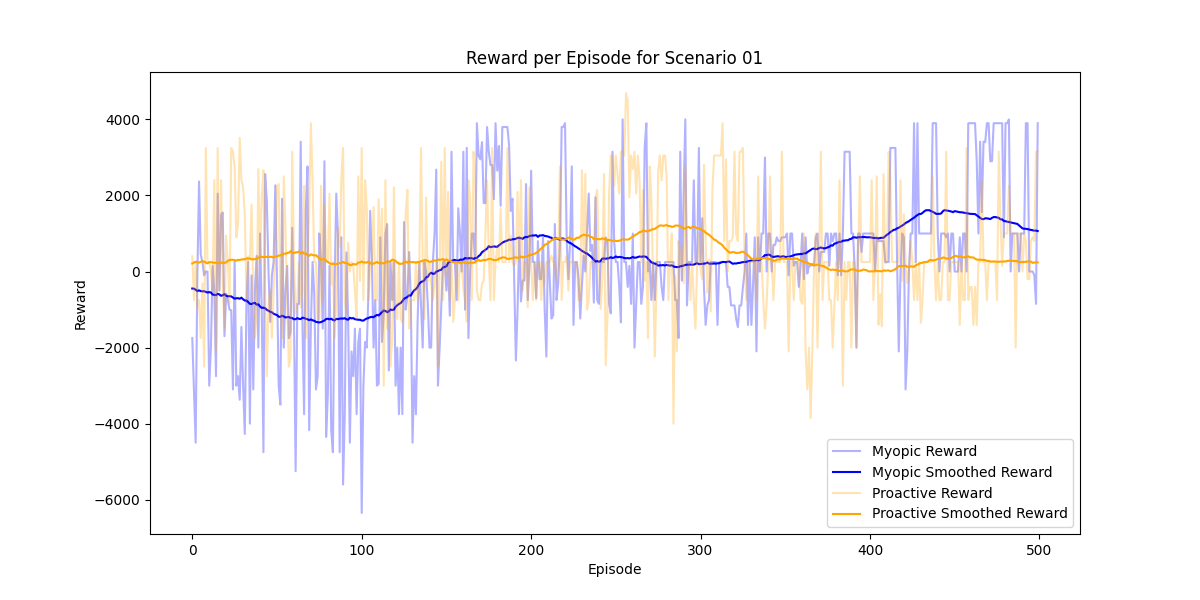 Reward per Episode for Scenario 01
4000
2000
0
−2000
−4000
−6000
Reward
0 100 200 300 400 500
Episode
Myopic Reward
Myopic Smoothed Reward
Proactive Reward
Proactive Smoothed Reward